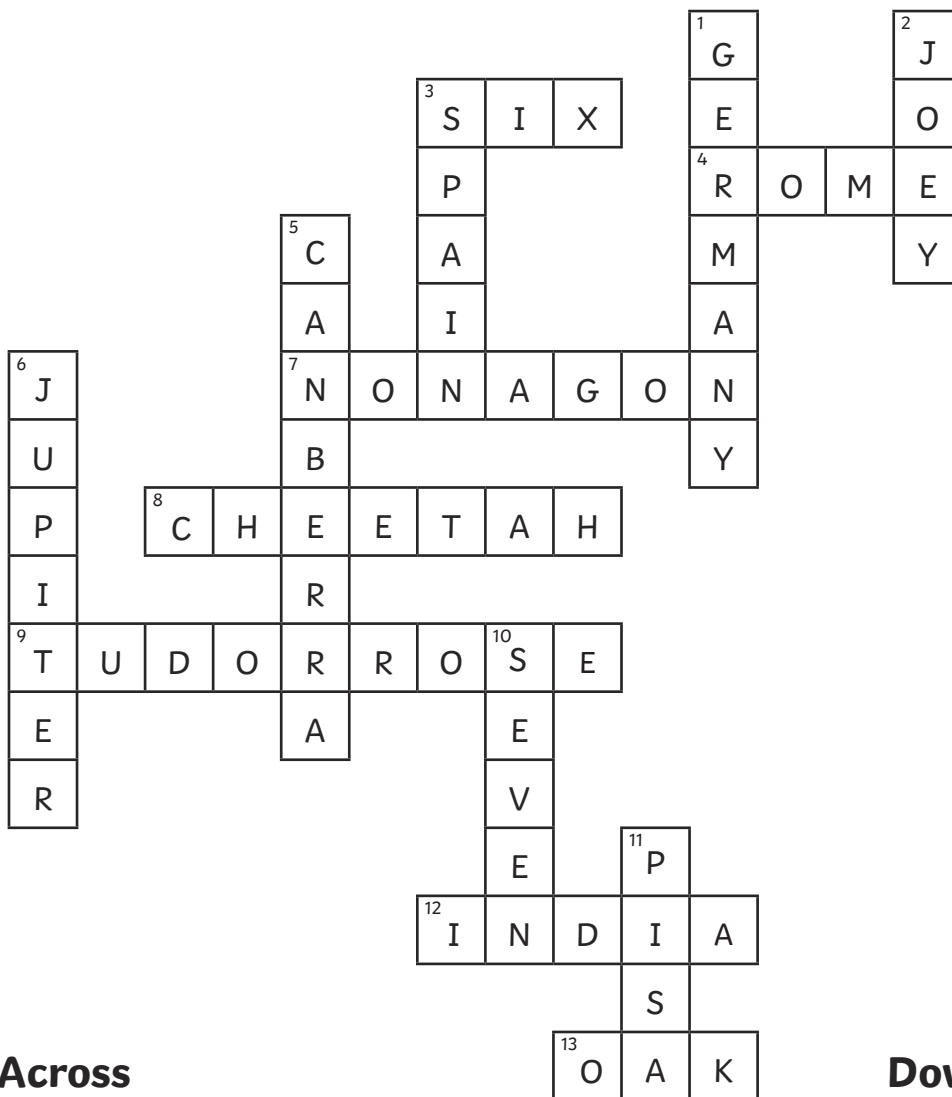 1 G 2 J
3 S I X E O
P 4 R O M E
5 C A M Y
A I A
6 J 7 N O N A G O N
U B Y
P 8 C H E E T A H
I R
9 T U D O R R O 10 S E
E A E
R V
E 11 P
12 I N D I A
S
Across 13 O A K Dow